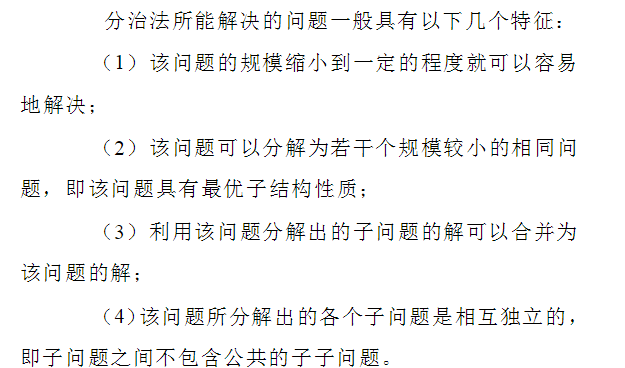 分治法所能解决的问题一般具有以下几个特征：
（1）该问题的规模缩小到一定的程度就可以容易
地解决；
（2）该问题可以分解为若干个规模较小的相同问
题，即该问题具有最优子结构性质；
（3）利用该问题分解出的子问题的解可以合并为
该问题的解；
（4）该问题所分解出的各个子问题是相互独立的，
即子问题之间不包含公共的子子问题。